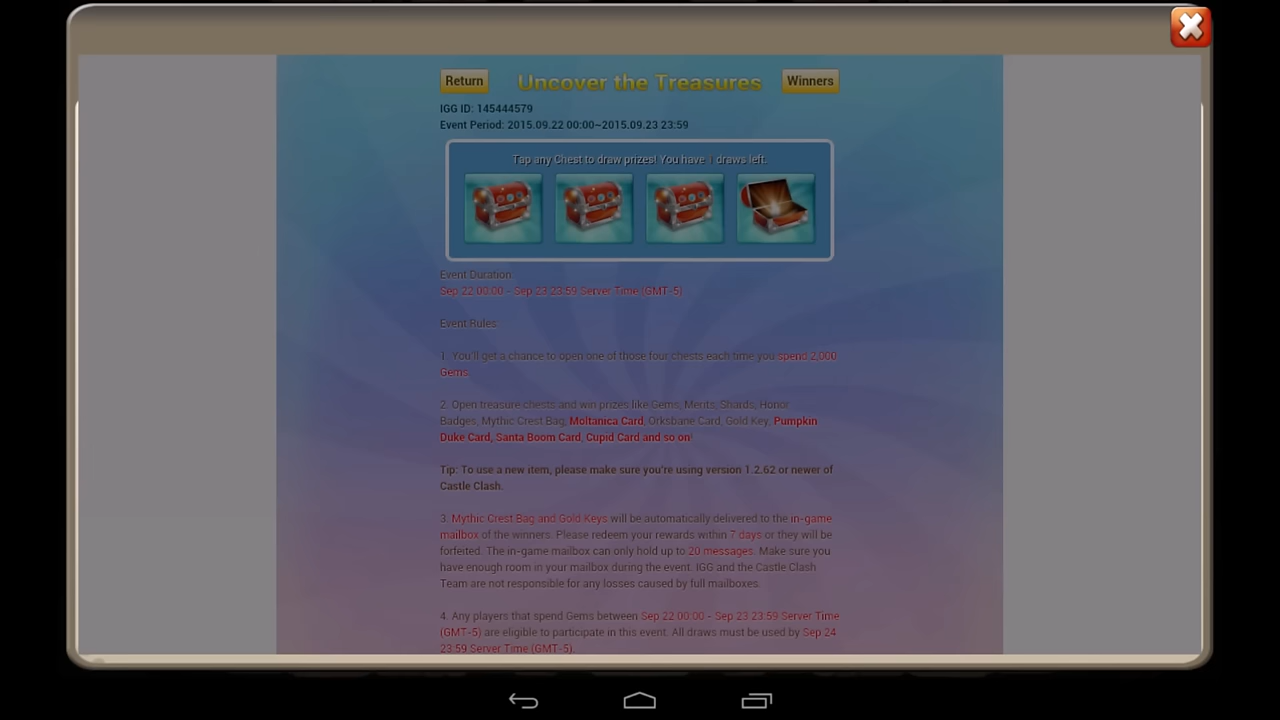 Return Uncover the Treasures Winners
IGG ID: 145444579
Event Period: 2015.09.22 00:00~2015.09.23 23:59
Tap any Chest to draw prizes! You have 1 draws left.
Event Duration:
Sep 22 00:00 - Sep 23 23:59 Server Time (GMT-5)
Event Rules:
1. You'll get a chance to open one of those four chests each time you spend 2,000
Gems.
2. Open treasure chests and win prizes like Gems, Merits, Shards, Honor
Badges, Mythic Crest Bag, Moltanica Card, Orksbane Card, Gold Key, Pumpkin
Duke Card, Santa Boom Card, Cupid Card and so on!
Tip: To use a new item, please make sure you're using version 1.2.62 or newer of
Castle Clash.
3. Mythic Crest Bag and Gold Keys will be automatically delivered to the in-game
mailbox of the winners. Please redeem your rewards within 7 days or they will be
forfeited. The in-game mailbox can only hold up to 20 messages. Make sure you
have enough room in your mailbox during the event. IGG and the Castle Clash
Team are not responsible for any losses caused by full mailboxes.
4. Any players that spend Gems between Sep 22 00:00 - Sep 23 23:59 Server Time
(GMT-5) are eligible to participate in this event. All draws must be used by Sep 24
23:59 Server Time (GMT-5).